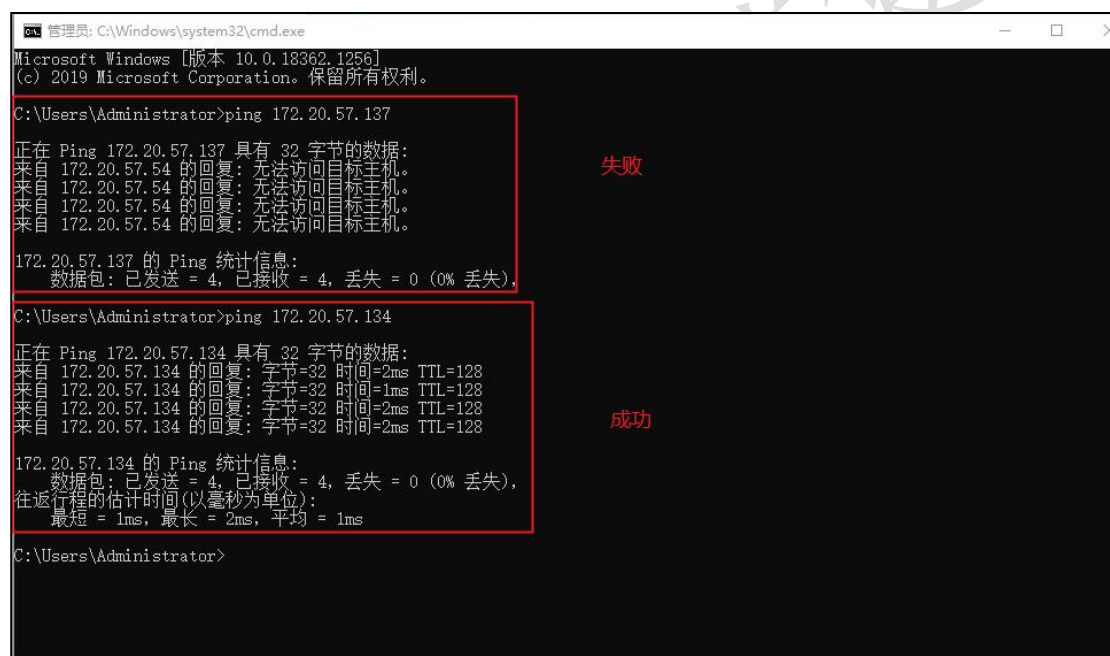 管理员: C:\Windows\system32\cmd.exe
Microsoft Windows [版本 10.0.18362.1256]
(c) 2019 Microsoft Corporation。保留所有权利。
C:\Users\Administrator>ping 172.20.57.137
正在 Ping 172.20.57.137 具有 32 字节的数据:
来自 172.20.57.54 的回复: 无法访问目标主机。
来自 172.20.57.54 的回复: 无法访问目标主机。
来自 172.20.57.54 的回复: 无法访问目标主机。
来自 172.20.57.54 的回复: 无法访问目标主机。
失败
172.20.57.137 的 Ping 统计信息:
数据包: 已发送 = 4，已接收 = 4，丢失 = 0 (0% 丢失)，
C:\Users\Administrator>ping 172.20.57.134
正在 Ping 172.20.57.134 具有 32 字节的数据:
来自 172.20.57.134 的回复: 字节=32 时间=2ms TTL=128
来自 172.20.57.134 的回复: 字节=32 时间=1ms TTL=128
来自 172.20.57.134 的回复: 字节=32 时间=2ms TTL=128
来自 172.20.57.134 的回复: 字节=32 时间=2ms TTL=128
成功
172.20.57.134 的 Ping 统计信息:
数据包: 已发送 = 4，已接收 = 4，丢失 = 0 (0% 丢失)，
往返行程的估计时间(以毫秒为单位):
最短 = 1ms，最长 = 2ms，平均 = 1ms
C:\Users\Administrator>